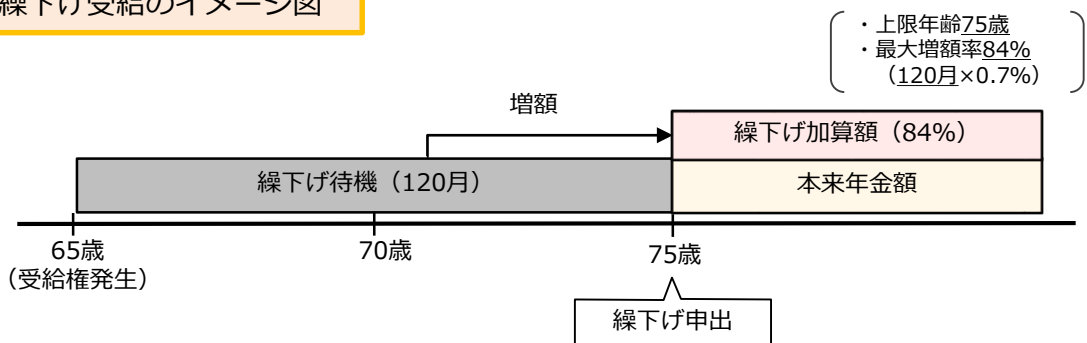 繰下げ受給のイメージ図
・上限年齢75歳
・最大増額率84%
（120月×0.7%）
増額
繰下げ加算額（84%）
繰下げ待機（120月）
本来年金額
65歳
70歳
75歳
（受給権発生）
繰下げ申出